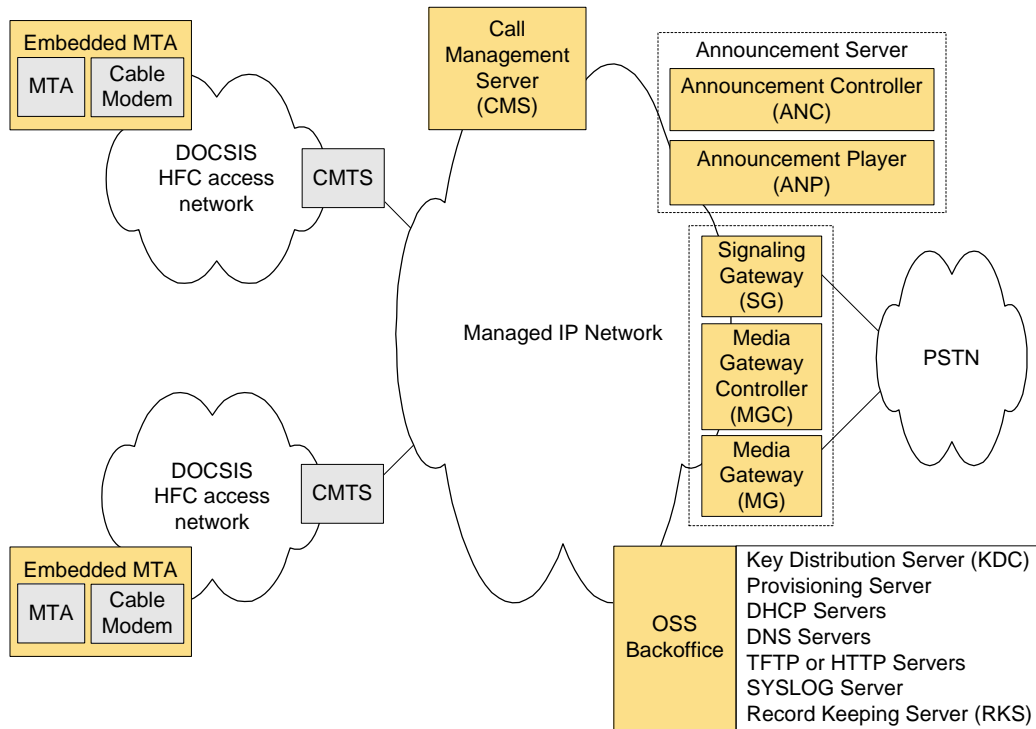 Embedded MTA
MTA
Cable
Modem
DOCSIS
HFC access
network
CMTS
Call
Management
Server
(CMS)
Announcement Server
Announcement Controller
(ANC)
Announcement Player
(ANP)
Signaling
Gateway
(SG)
Media
Gateway
Controller
(MGC)
Media
Gateway
(MG)
Managed IP Network
PSTN
DOCSIS
HFC access
network
CMTS
Embedded MTA
MTA
Cable
Modem
OSS
Backoffice
Key Distribution Server (KDC)
Provisioning Server
DHCP Servers
DNS Servers
TFTP or HTTP Servers
SYSLOG Server
Record Keeping Server (RKS)